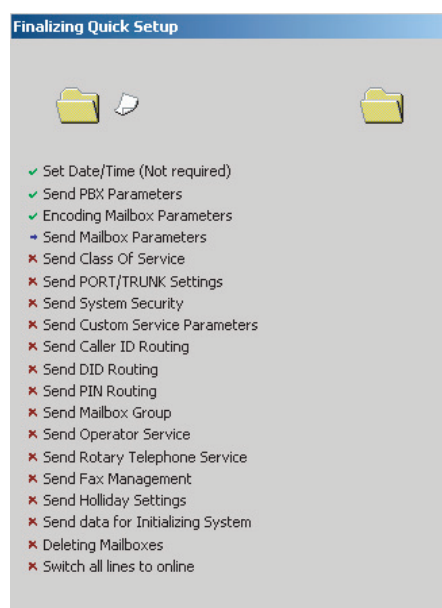 Finalizing Quick Setup
Set Date/Time (Not required)
Send PBX Parameters
Encoding Mailbox Parameters
Send Mailbox Parameters
Send Class Of Service
Send PORT/TRUNK Settings
Send System Security
Send Custom Service Parameters
Send Caller ID Routing
Send DID Routing
Send PIN Routing
Send Mailbox Group
Send Operator Service
Send Rotary Telephone Service
Send Fax Management
Send Holliday Settings
Send data for Initializing System
Deleting Mailboxes
Switch all lines to online